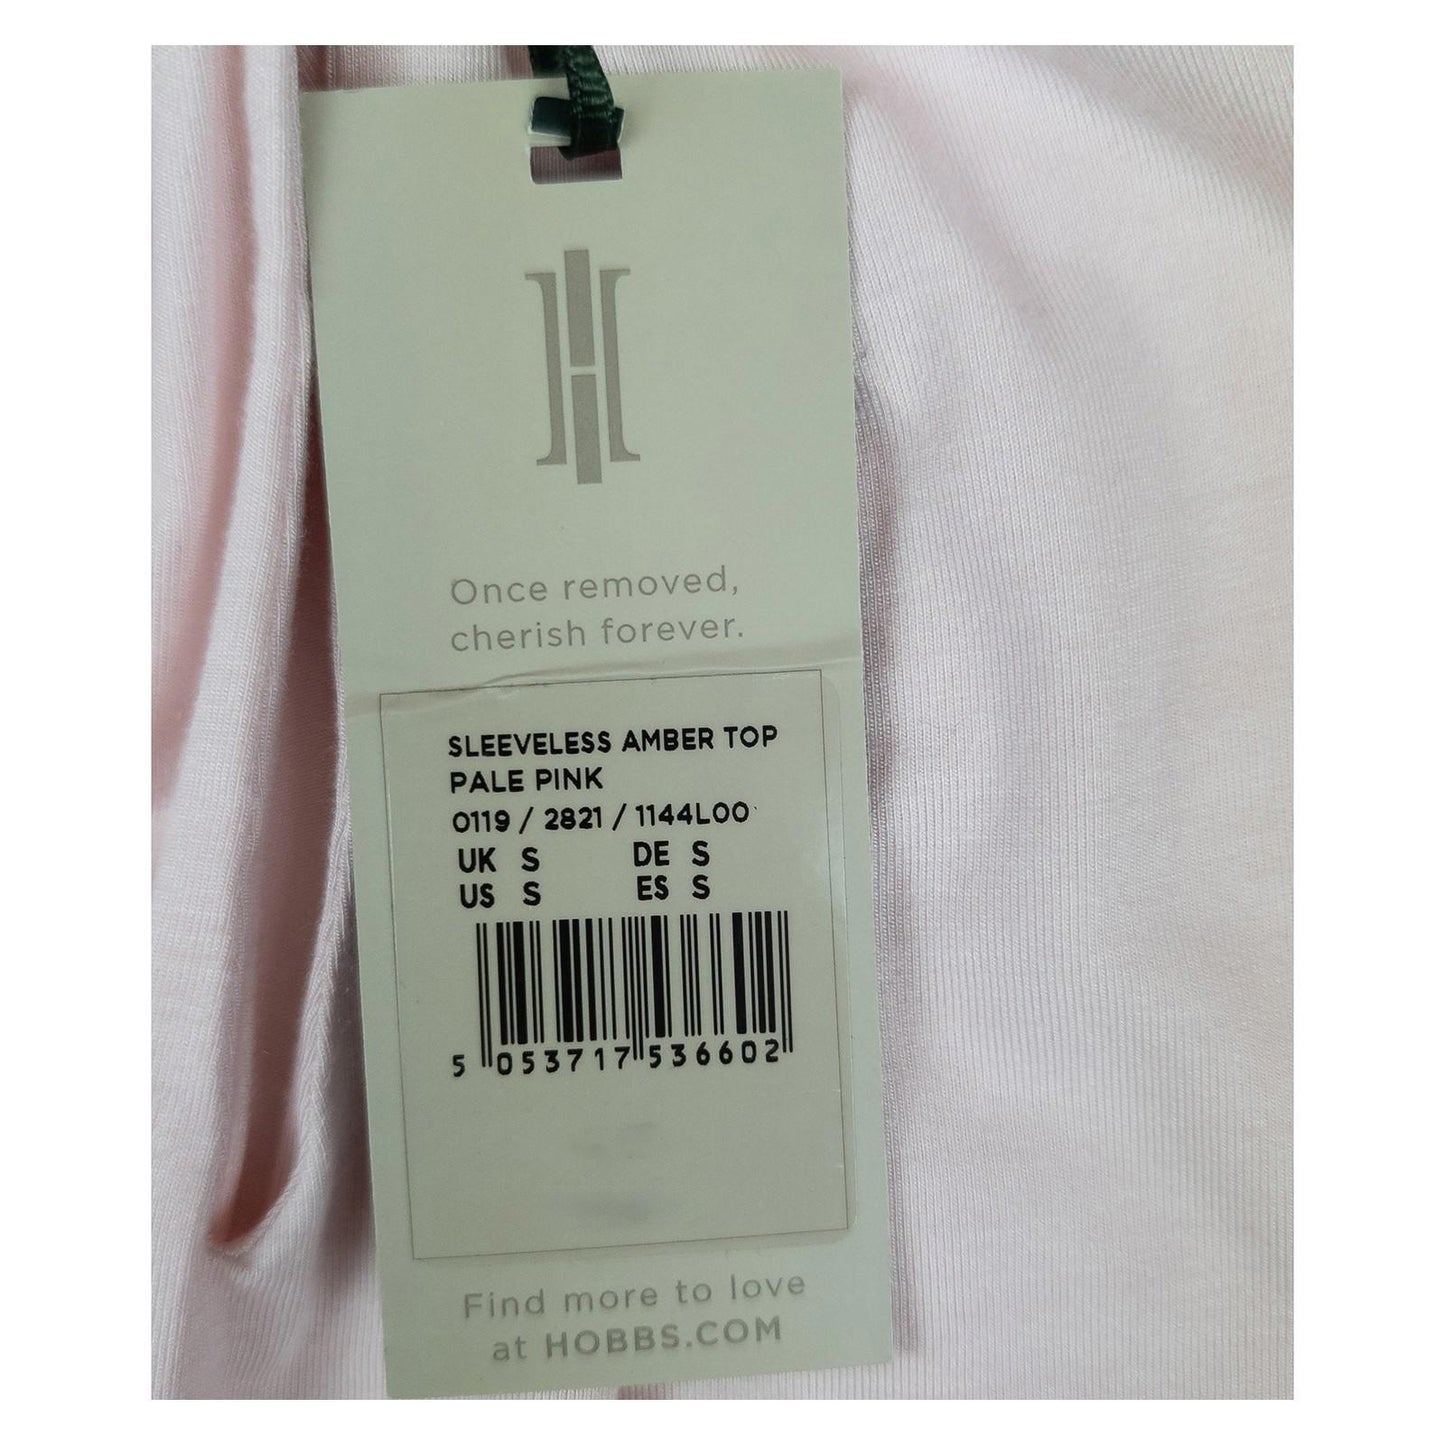 Once removed,
cherish forever.
SLEEVELESS AMBER TOP
PALE PINK
0119 / 2821 / 1144L00
UK S DE S
US S ES S
5 053717 536602
Find more to love
at HOBBS.COM